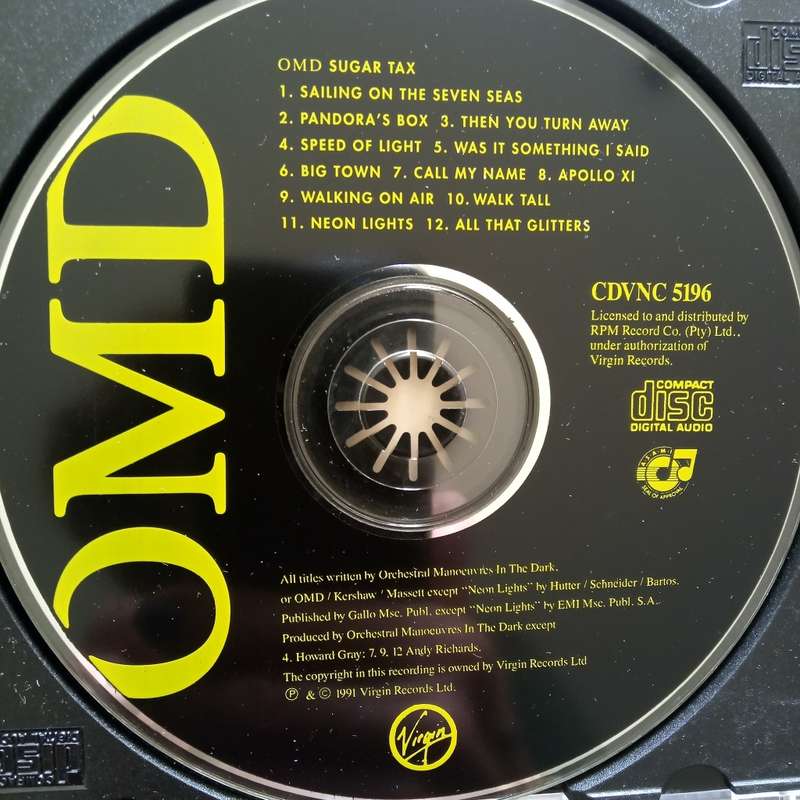 OMD
OMD SUGAR TAX
1. SAILING ON THE SEVEN SEAS
2. PANDORA'S BOX 3. THEN YOU TURN AWAY
4. SPEED OF LIGHT 5. WAS IT SOMETHING I SAID
6. BIG TOWN 7. CALL MY NAME 8. APOLLO XI
9. WALKING ON AIR 10. WALK TALL
11. NEON LIGHTS 12. ALL THAT GLITTERS
CDVNC 5196
Licensed to and distributed by
RPM Record Co. (Pty) Ltd.,
under authorization of
Virgin Records.
COMPACT
disc
DIGITAL AUDIO
A.S.A.M.I.
SEAL OF APPROVAL
All titles written by Orchestral Manoeuvres In The Dark.
or OMD / Kershaw / Massett except "Neon Lights" by Hutter / Schneider / Bartos.
Published by Gallo Msc. Publ. except "Neon Lights" by EMI Msc. Publ. S.A.
Produced by Orchestral Manoeuvres In The Dark except
4. Howard Gray: 7. 9. 12 Andy Richards.
The copyright in this recording is owned by Virgin Records Ltd
Ⓟ & © 1991 Virgin Records Ltd.
Virgin